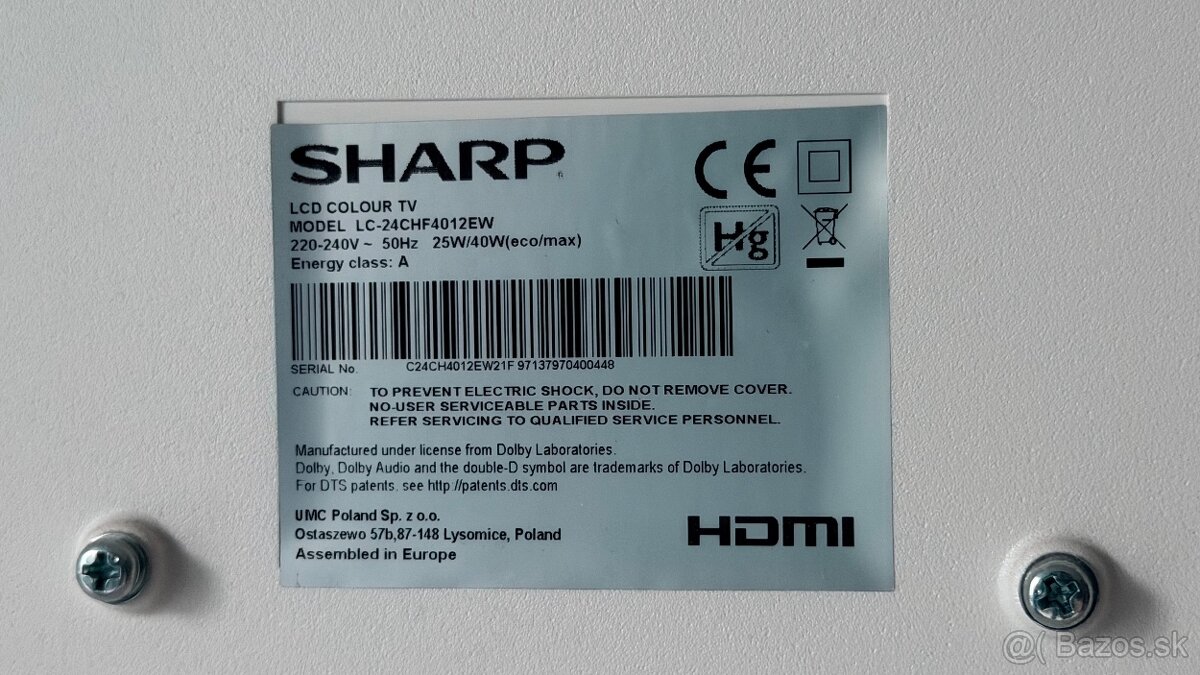 SHARP
LCD COLOUR TV
MODEL LC-24CHF4012EW
220-240V ~ 50Hz 25W/40W(eco/max)
Energy class: A
CE
Hg
SERIAL No. C24CH4012EW21F 97137970400448
CAUTION: TO PREVENT ELECTRIC SHOCK, DO NOT REMOVE COVER.
NO-USER SERVICEABLE PARTS INSIDE.
REFER SERVICING TO QUALIFIED SERVICE PERSONNEL.
Manufactured under license from Dolby Laboratories.
Dolby, Dolby Audio and the double-D symbol are trademarks of Dolby Laboratories.
For DTS patents. see http://patents.dts.com
UMC Poland Sp. z o.o.
Ostaszewo 57b,87-148 Lysomice, Poland
Assembled in Europe
HDMI
@( Bazos.sk